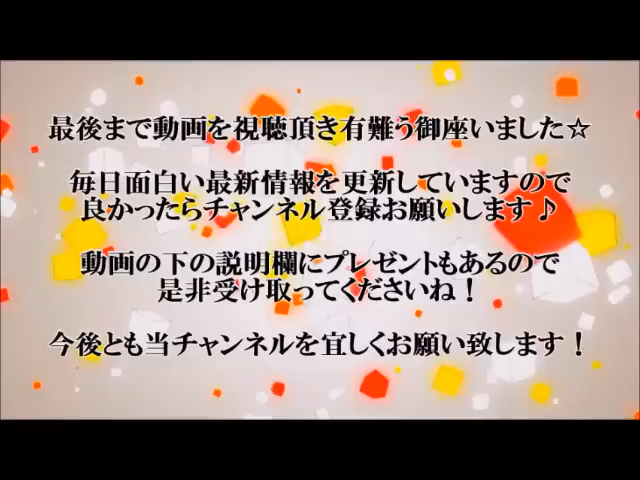 最後まで動画を視聴頂き有難う御座いました☆
毎日面白い最新情報を更新していますので
良かったらチャンネル登録お願いします♪
動画の下の説明欄にプレゼントもあるので
是非受け取ってくださいね！
今後とも当チャンネルを宜しくお願い致します！